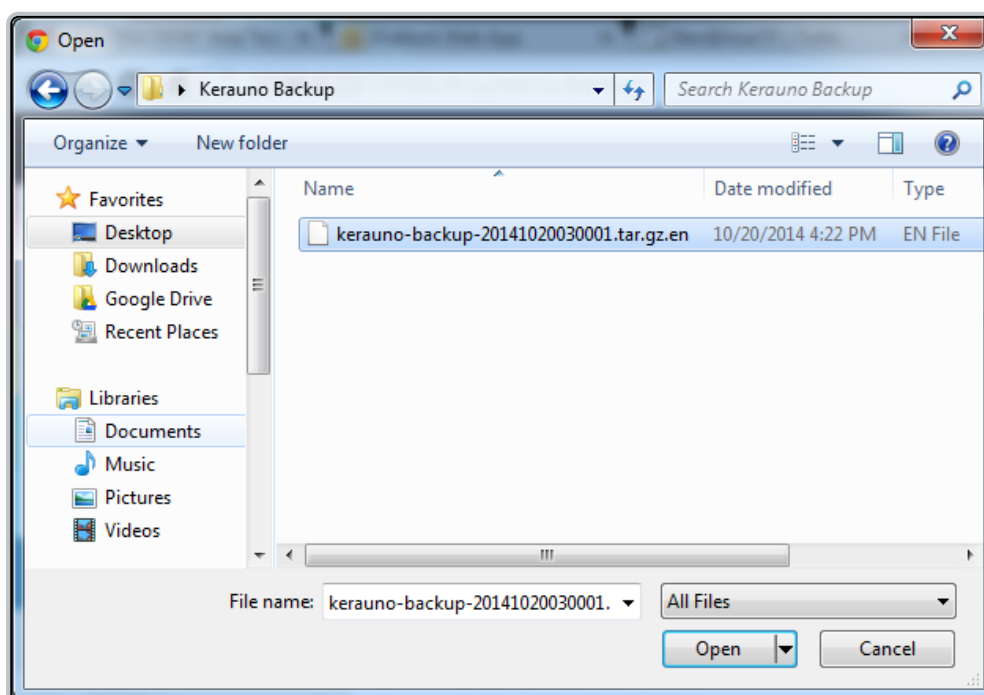 Open
Kerauno Backup
Search Kerauno Backup
Organize
New folder
Name
Date modified
Type
Favorites
Desktop
Downloads
Google Drive
Recent Places
Libraries
Documents
Music
Pictures
Videos
kerauno-backup-20141020030001.tar.gz.en
10/20/2014 4:22 PM
EN File
File name:
kerauno-backup-20141020030001.
All Files
Open
Cancel